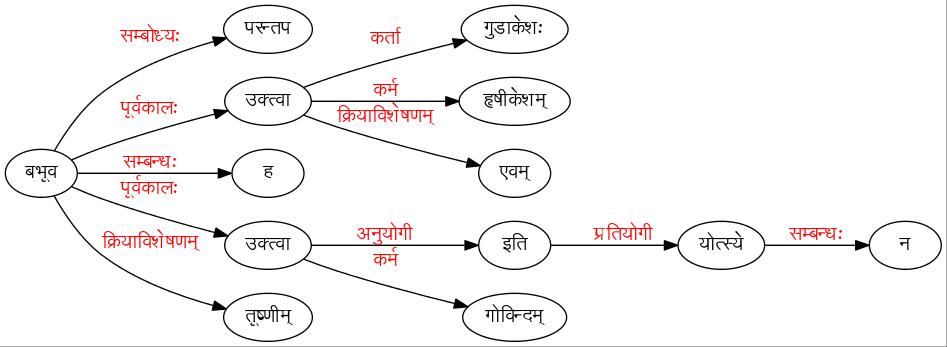 सम्बोध्यः
परन्तप
कर्ता
गुडाकेशः
पूर्वकालः
उक्त्वा
कर्म
हृषीकेशम्
क्रियाविशेषणम्
एवम्
बभूव
सम्बन्धः
ह
पूर्वकालः
उक्त्वा
अनुयोगी
इति
प्रतियोगी
योत्स्ये
सम्बन्धः
न
कर्म
गोविन्दम्
क्रियाविशेषणम्
तूष्णीम्